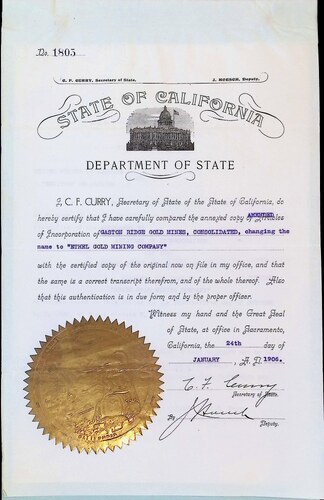 No. 1803
C. F. CURRY, Secretary of State.    J. HOESCH, Deputy.
STATE OF CALIFORNIA
DEPARTMENT OF STATE
I, C. F. CURRY, Secretary of State of the State of California, do
hereby certify that I have carefully compared the annexed copy of AMENDED Articles
of Incorporation of GASTON RIDGE GOLD MINES, CONSOLIDATED, changing the
name to "ETHEL GOLD MINING COMPANY"
with the certified copy of the original now on file in my office, and that
the same is a correct transcript therefrom, and of the whole thereof. Also
that this authentication is in due form and by the proper officer.
Witness my hand and the Great Seal
of State, at office in Sacramento,
California, the 24th day of
JANUARY, A. D. 1906.
C. F. Curry
Secretary of State.
By J. Hoesch
Deputy.